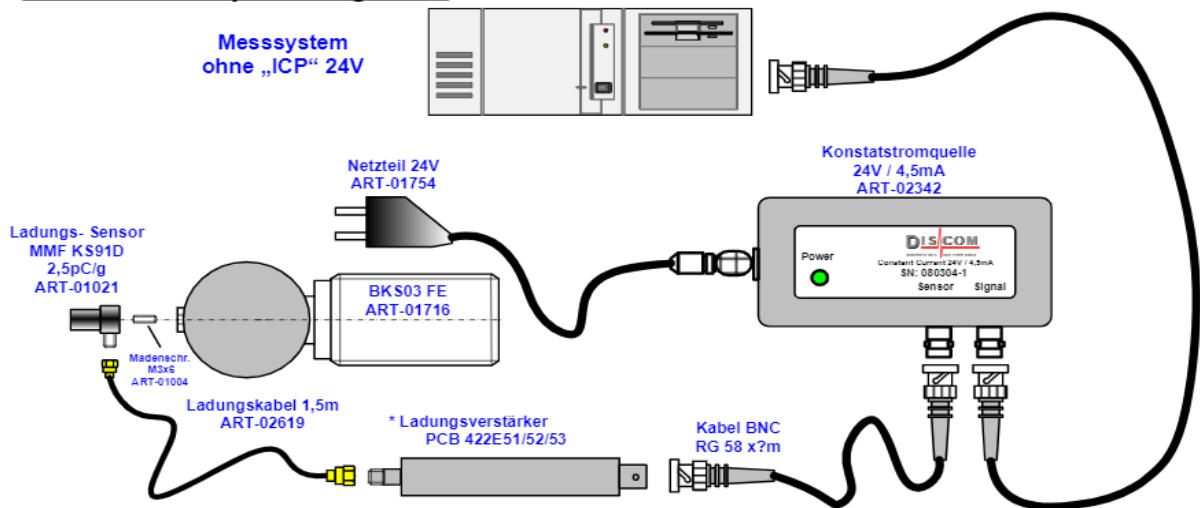 Messsystem
ohne „ICP“ 24V
Netzteil 24V
ART-01754
Konstatstromquelle
24V / 4,5mA
ART-02342
Ladungs- Sensor
MMF KS91D
2,5pC/g
ART-01021
BKS03 FE
ART-01716
Power
DISCOM
Constant Current 24V / 4,5mA
SN: 080304-1
Sensor Signal
Madenschr.
M3x6
ART-01004
Ladungskabel 1,5m
ART-02619
* Ladungsverstärker
PCB 422E51/52/53
Kabel BNC
RG 58 x?m